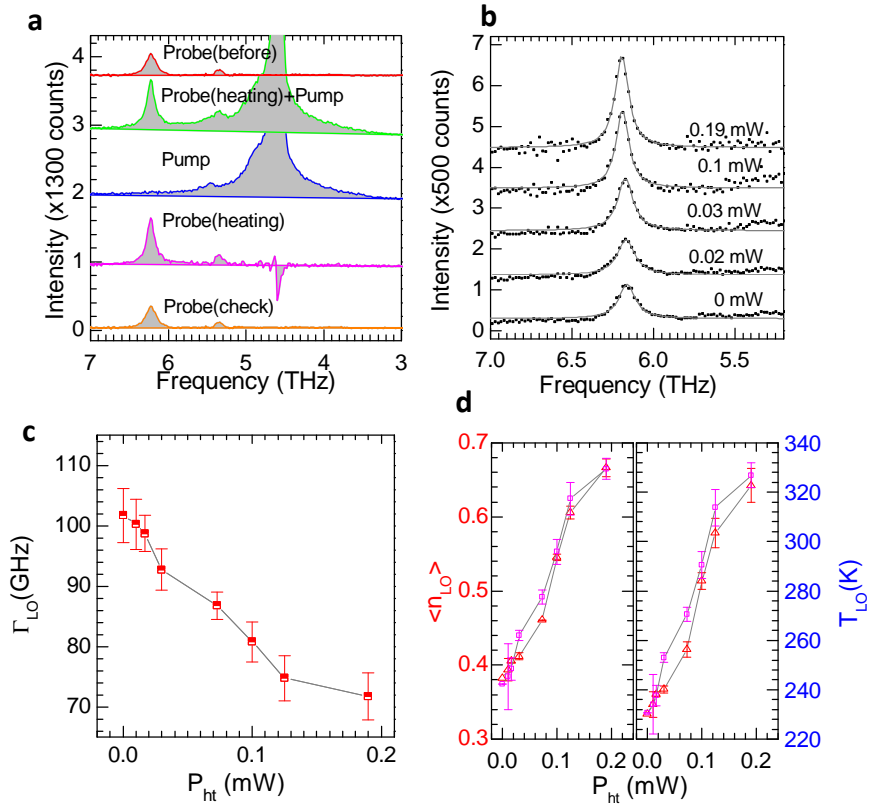 a
4
3
2
1
0
Intensity (x1300 counts)
Probe(before)
Probe(heating)+Pump
Pump
Probe(heating)
Probe(check)
7 6 5 4 3
Frequency (THz)
b
7
6
5
4
3
2
1
0
Intensity (x500 counts)
0.19 mW
0.1 mW
0.03 mW
0.02 mW
0 mW
7.0 6.5 6.0 5.5
Frequency (THz)
c
110
100
90
80
70
Γ_LO(GHz)
0.0 0.1 0.2
P_ht (mW)
d
0.7
0.6
0.5
0.4
0.3
<n_LO>
340
320
300
280
260
240
220
T_LO(K)
0.0 0.1 0.2 0.0 0.1 0.2
P_ht (mW)